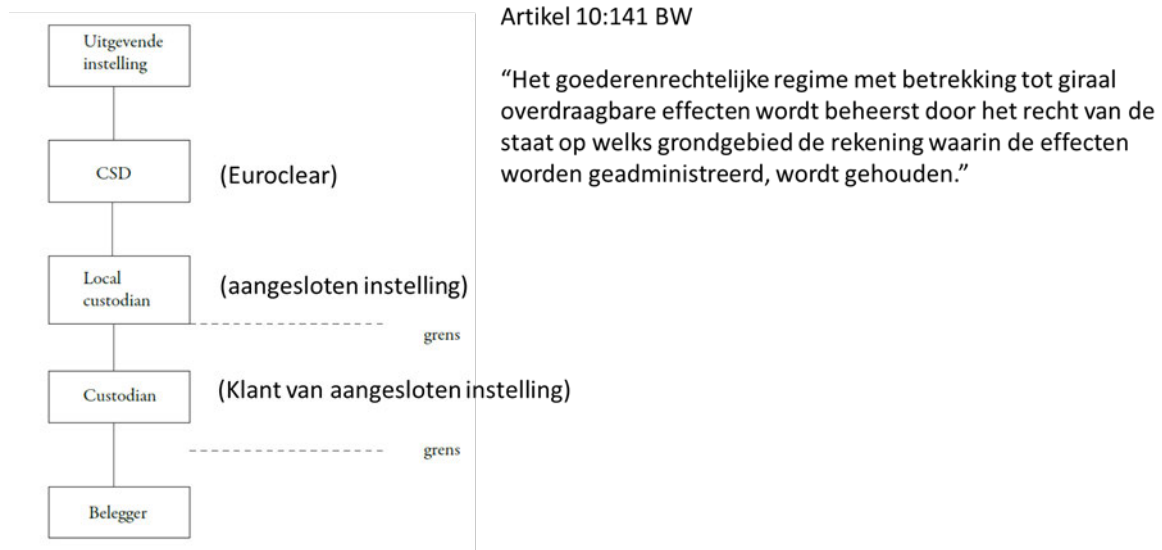 Uitgevende
instelling
CSD
(Euroclear)
Local
custodian
(aangesloten instelling)
grens
Custodian
(Klant van aangesloten instelling)
grens
Belegger
Artikel 10:141 BW
“Het goederenrechtelijke regime met betrekking tot giraal
overdraagbare effecten wordt beheerst door het recht van de
staat op welks grondgebied de rekening waarin de effecten
worden geadministreerd, wordt gehouden.”